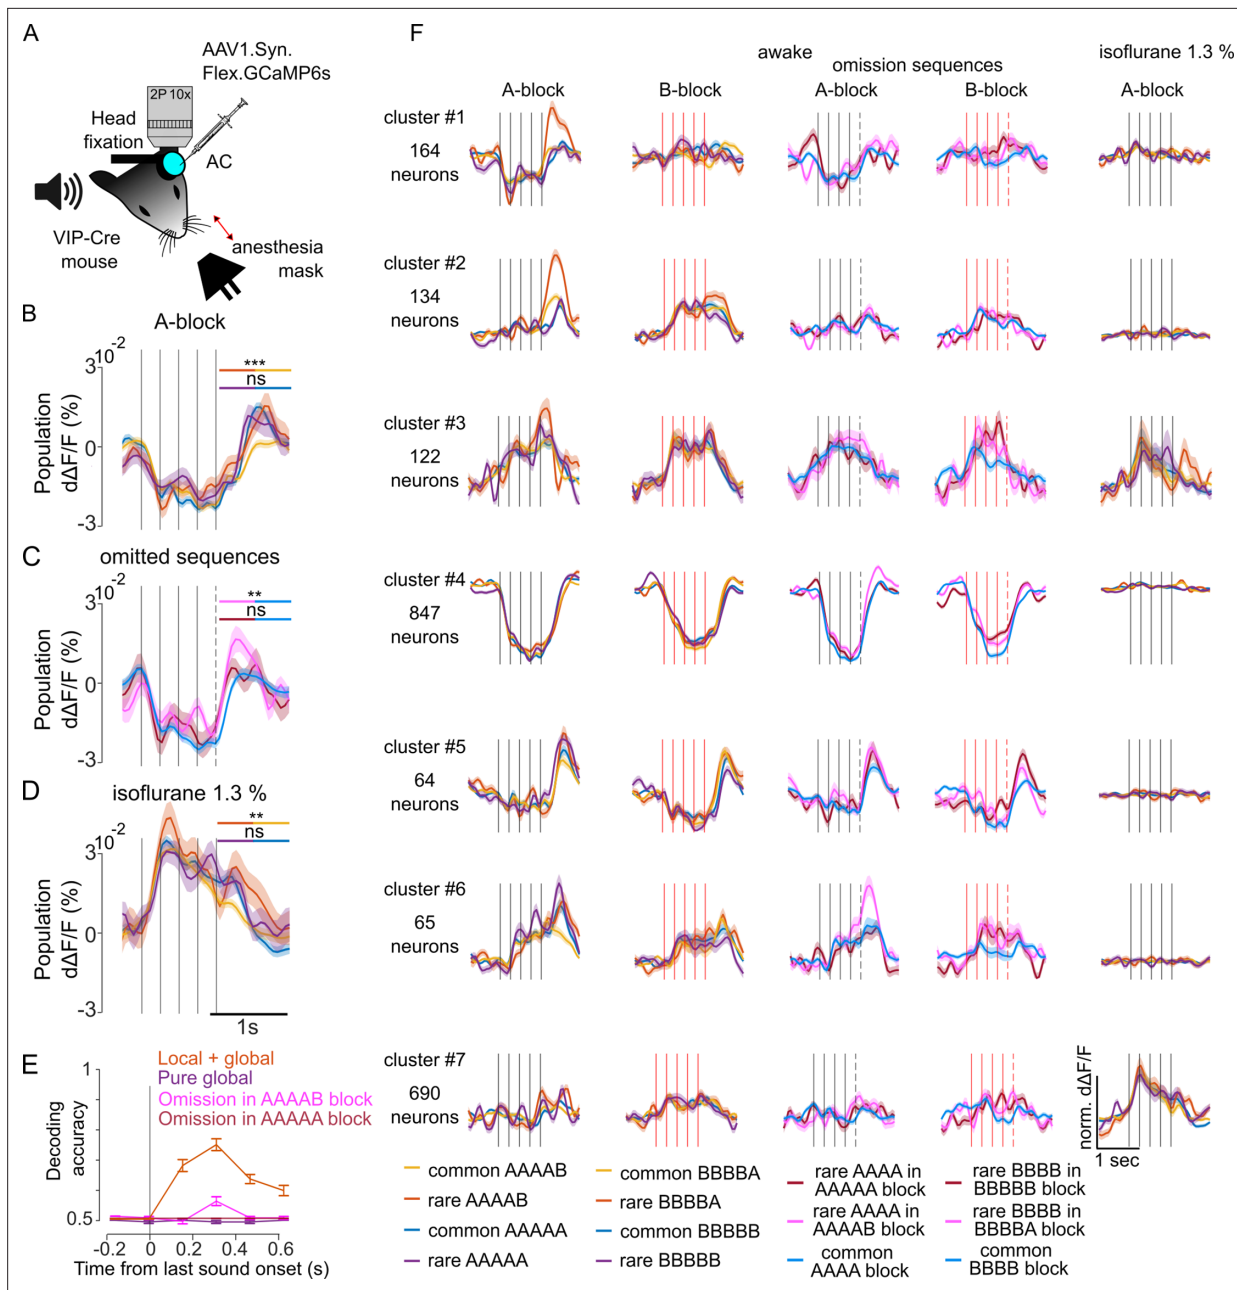 A
AAV1.Syn.
Flex.GCaMP6s
2P 10x
Head
fixation
AC
VIP-Cre
mouse
anesthesia
mask
B
A-block
3
10-2
***
ns
0
-3
Population
dΔF/F (%)
C
omitted sequences
3
10-2
**
ns
0
-3
Population
dΔF/F (%)
D
isoflurane 1.3 %
3
10-2
**
ns
0
-3
Population
dΔF/F (%)
1s
E
Local + global
Pure global
Omission in AAAAB block
Omission in AAAAA block
1
0.5
Decoding
accuracy
-0.2 0 0.2 0.4 0.6
Time from last sound onset (s)
F
awake
isoflurane 1.3 %
omission sequences
A-block B-block A-block B-block A-block
cluster #1
164
neurons
cluster #2
134
neurons
cluster #3
122
neurons
cluster #4
847
neurons
cluster #5
64
neurons
cluster #6
65
neurons
cluster #7
690
neurons
norm. dΔF/F
1 sec
common AAAAB
rare AAAAB
common AAAAA
rare AAAAA
common BBBBA
rare BBBBA
common BBBBB
rare BBBBB
rare AAAA in
AAAAA block
rare AAAA in
AAAAB block
common
AAAA block
rare BBBB in
BBBBB block
rare BBBB in
BBBBA block
common
BBBB block